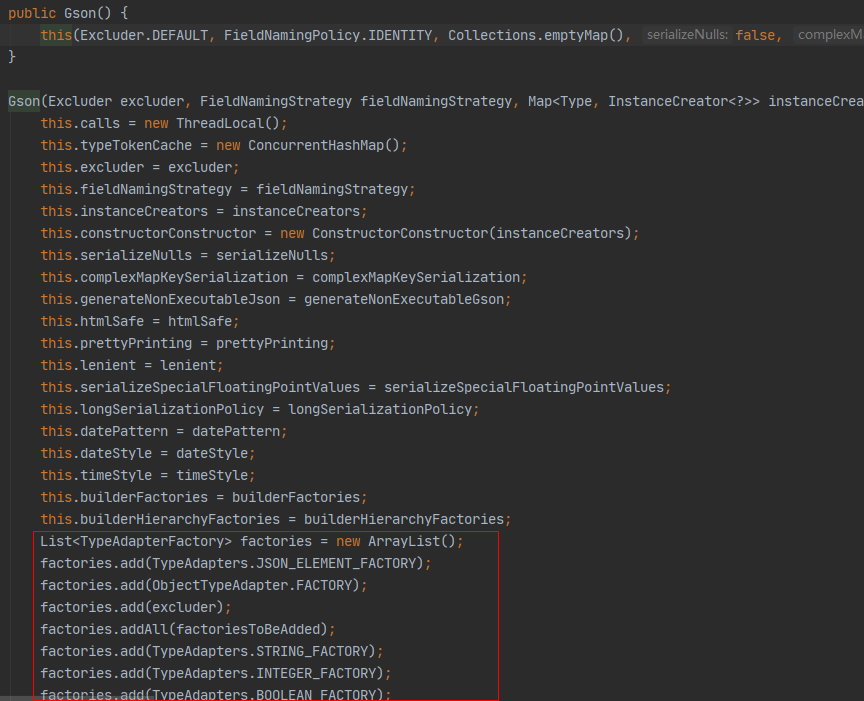 public Gson() {
this(Excluder.DEFAULT, FieldNamingPolicy.IDENTITY, Collections.emptyMap(), serializeNulls: false, complexMa
}
Gson(Excluder excluder, FieldNamingStrategy fieldNamingStrategy, Map<Type, InstanceCreator<?>> instanceCrea
this.calls = new ThreadLocal();
this.typeTokenCache = new ConcurrentHashMap();
this.excluder = excluder;
this.fieldNamingStrategy = fieldNamingStrategy;
this.instanceCreators = instanceCreators;
this.constructorConstructor = new ConstructorConstructor(instanceCreators);
this.serializeNulls = serializeNulls;
this.complexMapKeySerialization = complexMapKeySerialization;
this.generateNonExecutableJson = generateNonExecutableGson;
this.htmlSafe = htmlSafe;
this.prettyPrinting = prettyPrinting;
this.lenient = lenient;
this.serializeSpecialFloatingPointValues = serializeSpecialFloatingPointValues;
this.longSerializationPolicy = longSerializationPolicy;
this.datePattern = datePattern;
this.dateStyle = dateStyle;
this.timeStyle = timeStyle;
this.builderFactories = builderFactories;
this.builderHierarchyFactories = builderHierarchyFactories;
List<TypeAdapterFactory> factories = new ArrayList();
factories.add(TypeAdapters.JSON_ELEMENT_FACTORY);
factories.add(ObjectTypeAdapter.FACTORY);
factories.add(excluder);
factories.addAll(factoriesToBeAdded);
factories.add(TypeAdapters.STRING_FACTORY);
factories.add(TypeAdapters.INTEGER_FACTORY);
factories.add(TypeAdapters.BOOLEAN_FACTORY);